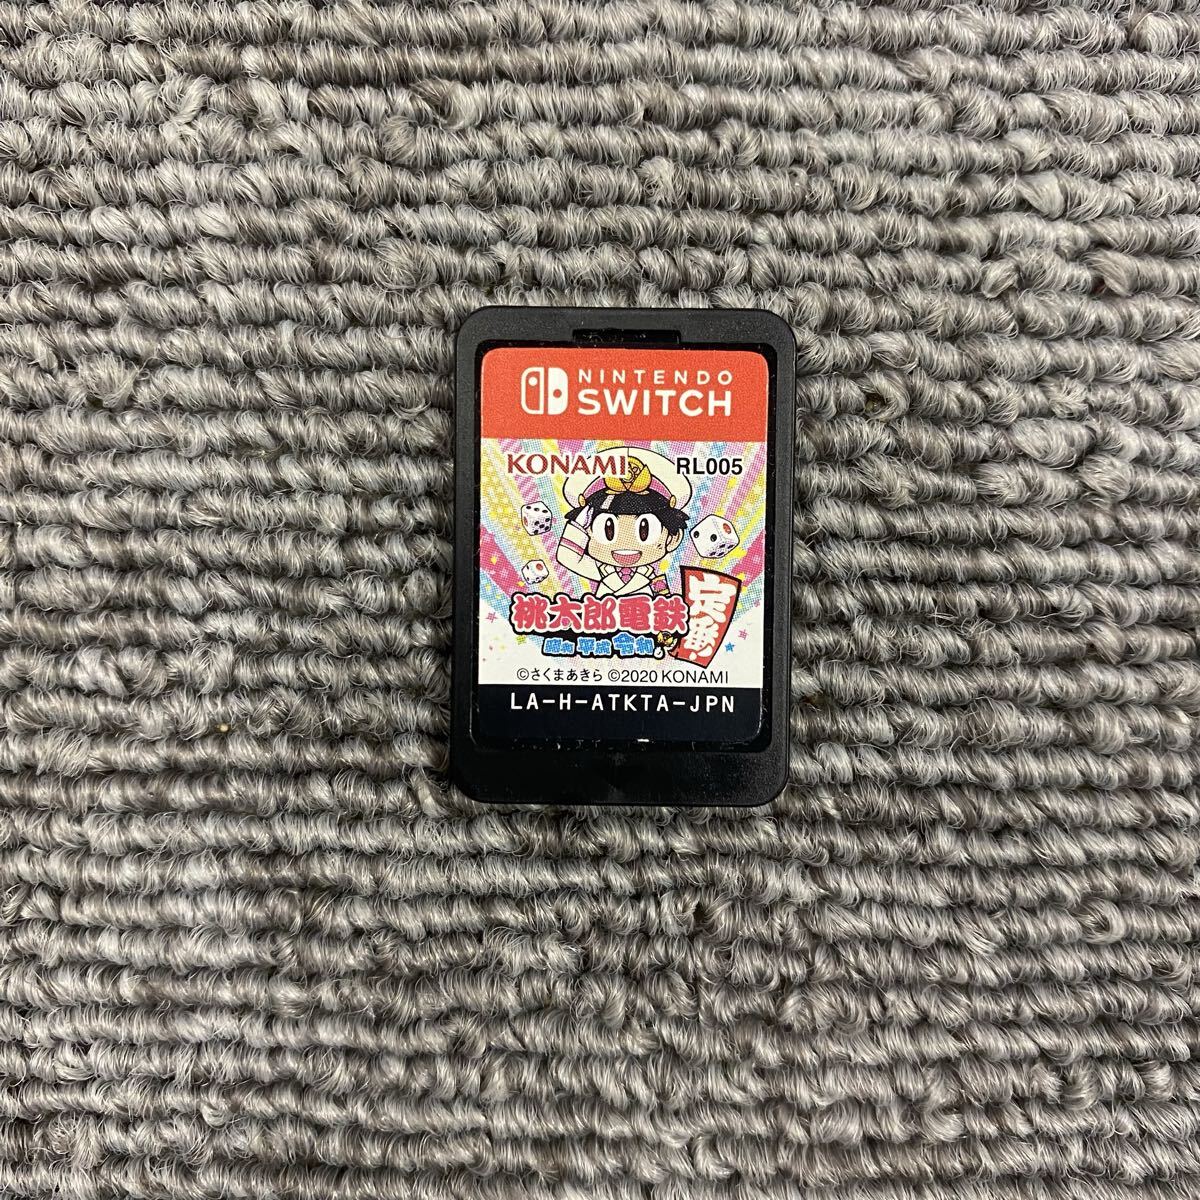 NINTENDO
SWITCH
KONAMI RL005
桃太郎電鉄
昭和 平成 令和も
定番!
©さくまあきら ©2020 KONAMI
LA-H-ATKTA-JPN